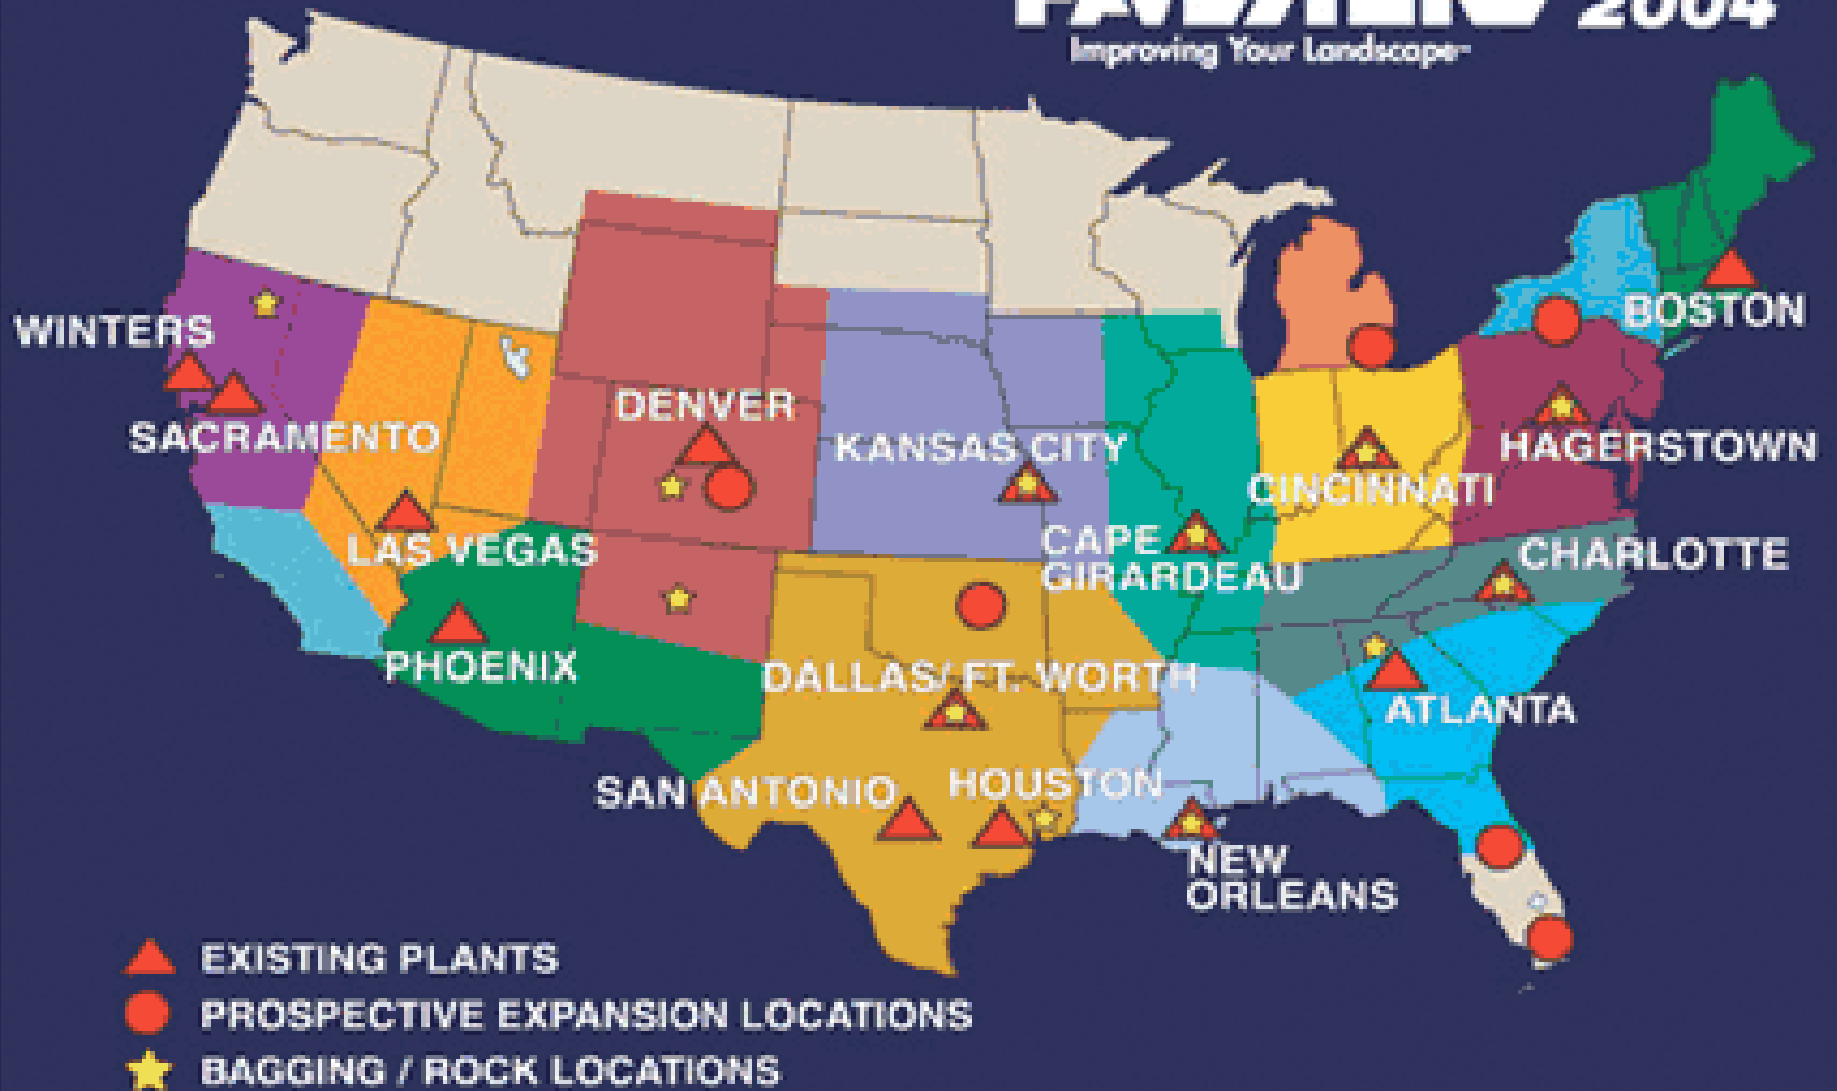 2004
Improving Your Landscape
WINTERS
BOSTON
DENVER
SACRAMENTO
KANSAS CITY
HAGERSTOWN
CINCINNATI
LAS VEGAS
CAPE
GIRARDEAU
CHARLOTTE
PHOENIX
DALLAS/ FT. WORTH
ATLANTA
SAN ANTONIO
HOUSTON
NEW
ORLEANS
EXISTING PLANTS
PROSPECTIVE EXPANSION LOCATIONS
BAGGING / ROCK LOCATIONS